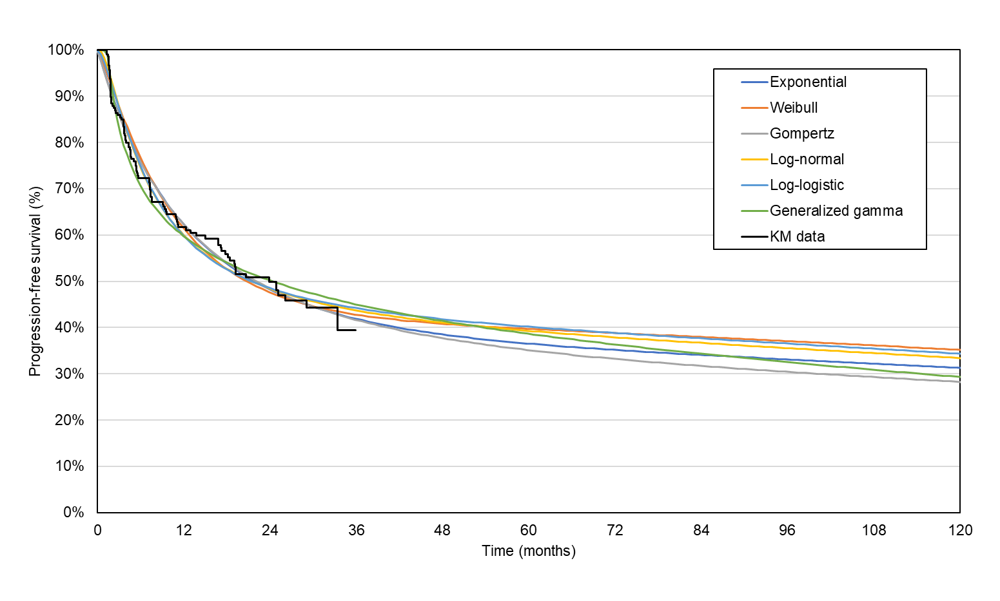 100%
90%
80%
70%
60%
50%
40%
30%
20%
10%
0%
Progression-free survival (%)
0 12 24 36 48 60 72 84 96 108 120
Time (months)
Exponential
Weibull
Gompertz
Log-normal
Log-logistic
Generalized gamma
KM data